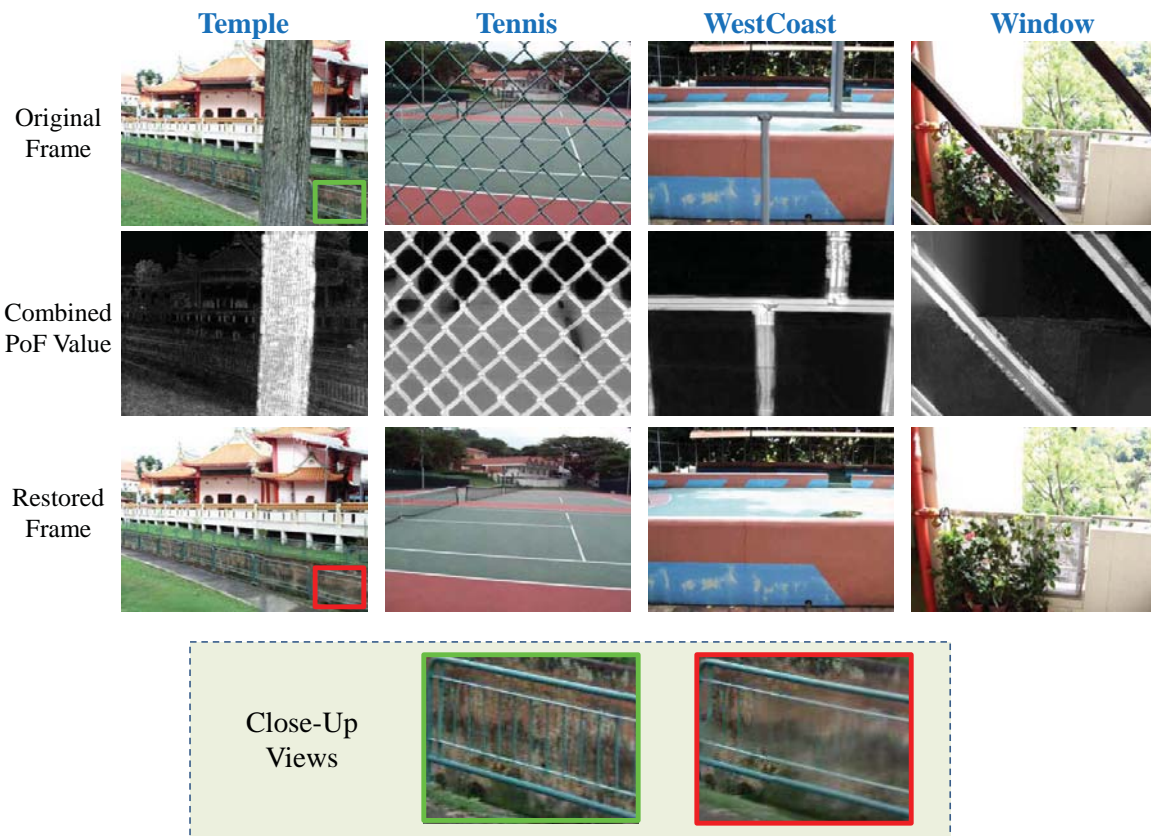 Temple Tennis WestCoast Window
Original
Frame
Combined
PoF Value
Restored
Frame
Close-Up
Views